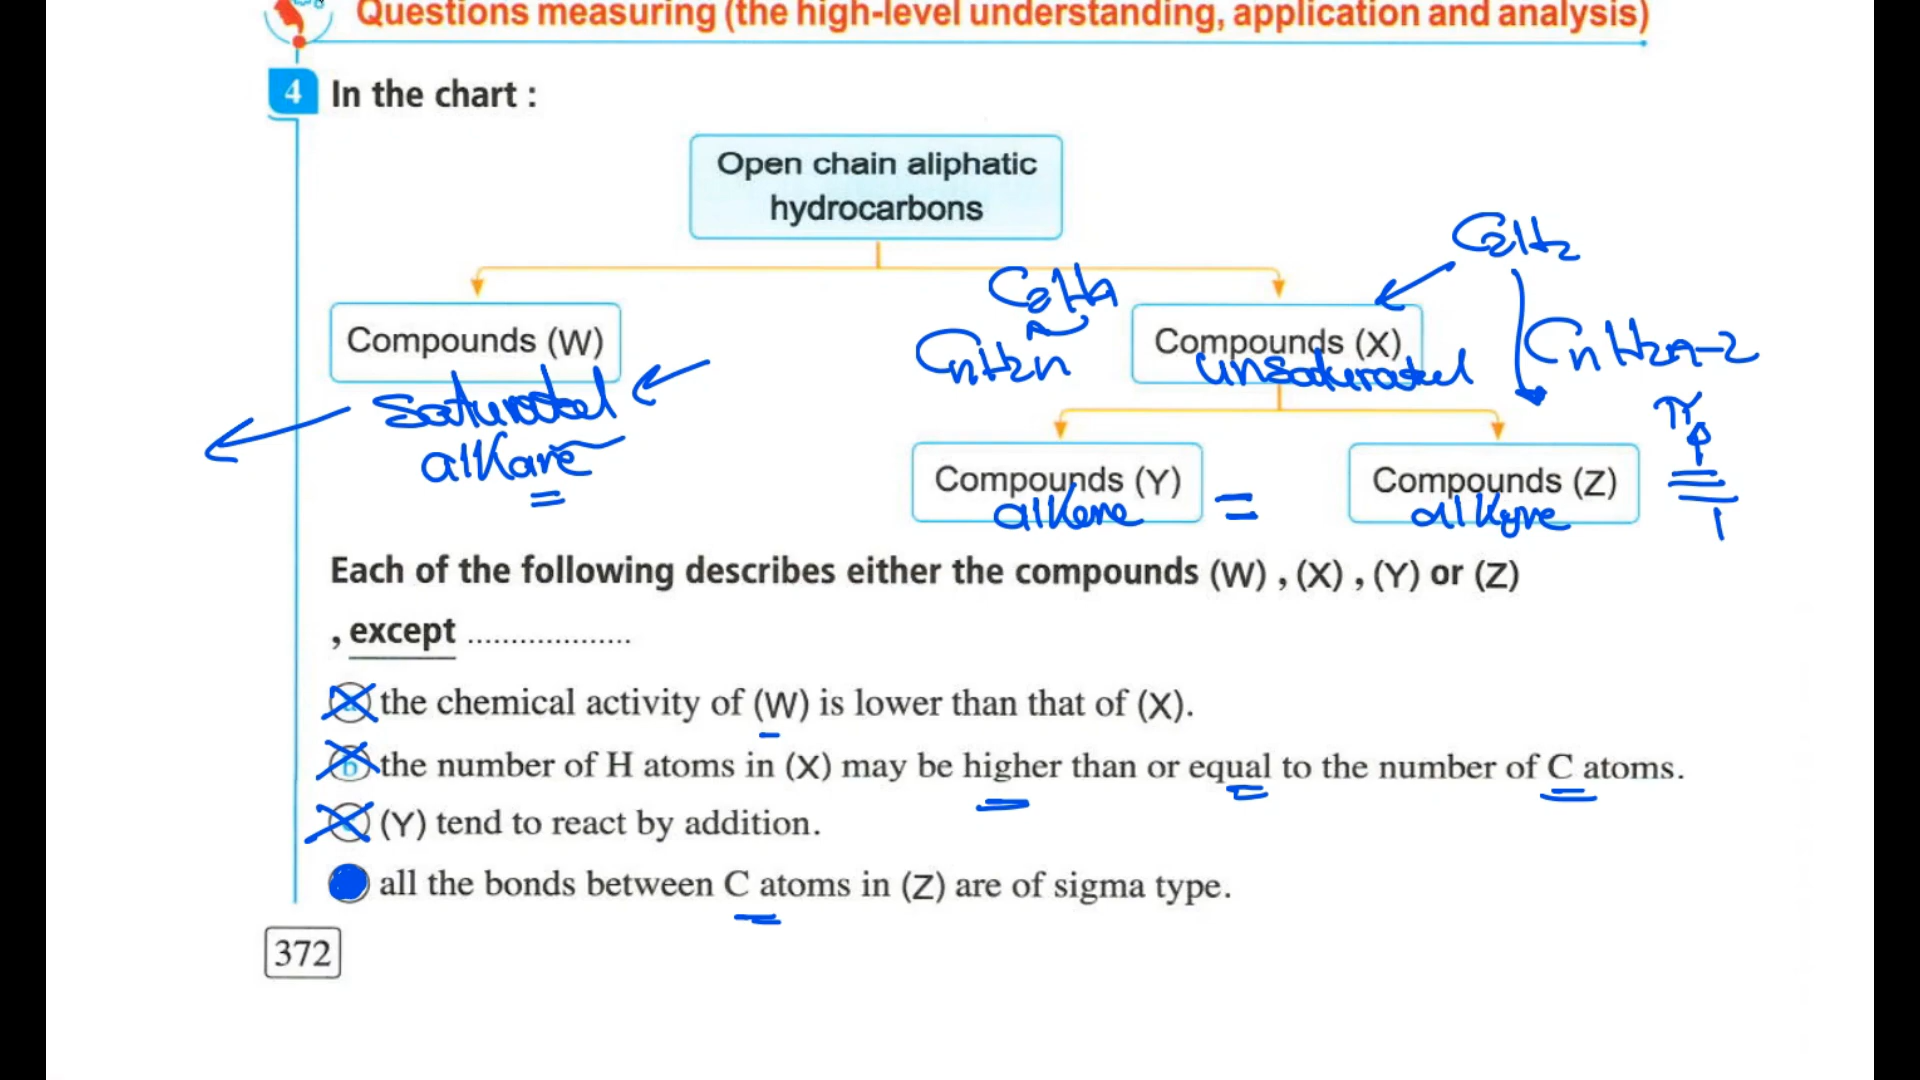 Questions measuring (the high-level understanding, application and analysis)
4 In the chart :
Open chain aliphatic
hydrocarbons
C2H2
C2H4
Compounds (W)
CnH2n
Compounds (X)
CnH2n-2
unsaturated
saturated
alkane
π
Compounds (Y)
alkene
Compounds (Z)
alkyne
Each of the following describes either the compounds (W) , (X) , (Y) or (Z)
, except ...................
a the chemical activity of (W) is lower than that of (X).
b the number of H atoms in (X) may be higher than or equal to the number of C atoms.
(Y) tend to react by addition.
all the bonds between C atoms in (Z) are of sigma type.
372